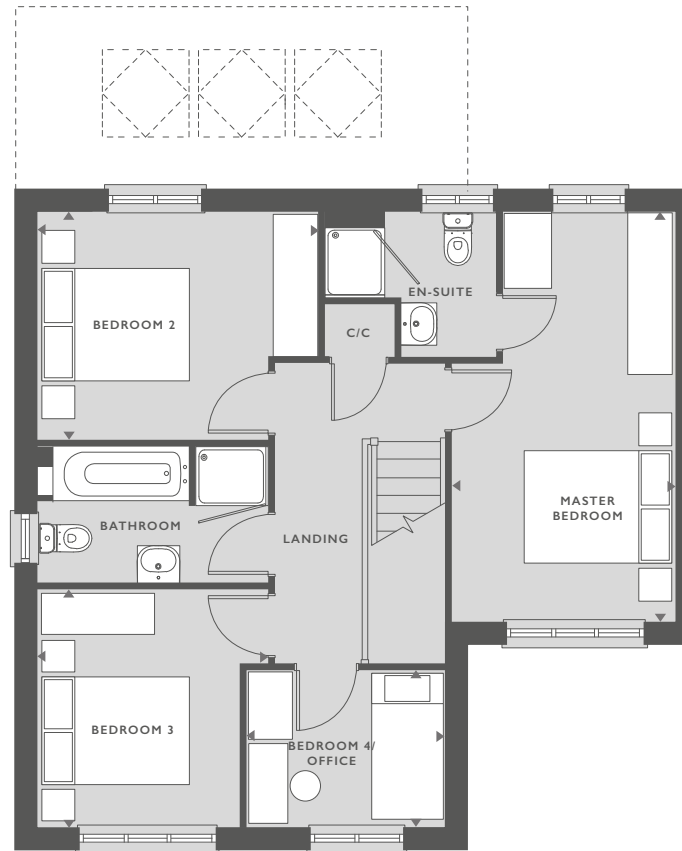 EN-SUITE
BEDROOM 2
C/C
MASTER
BEDROOM
BATHROOM
LANDING
BEDROOM 3
BEDROOM 4/
OFFICE